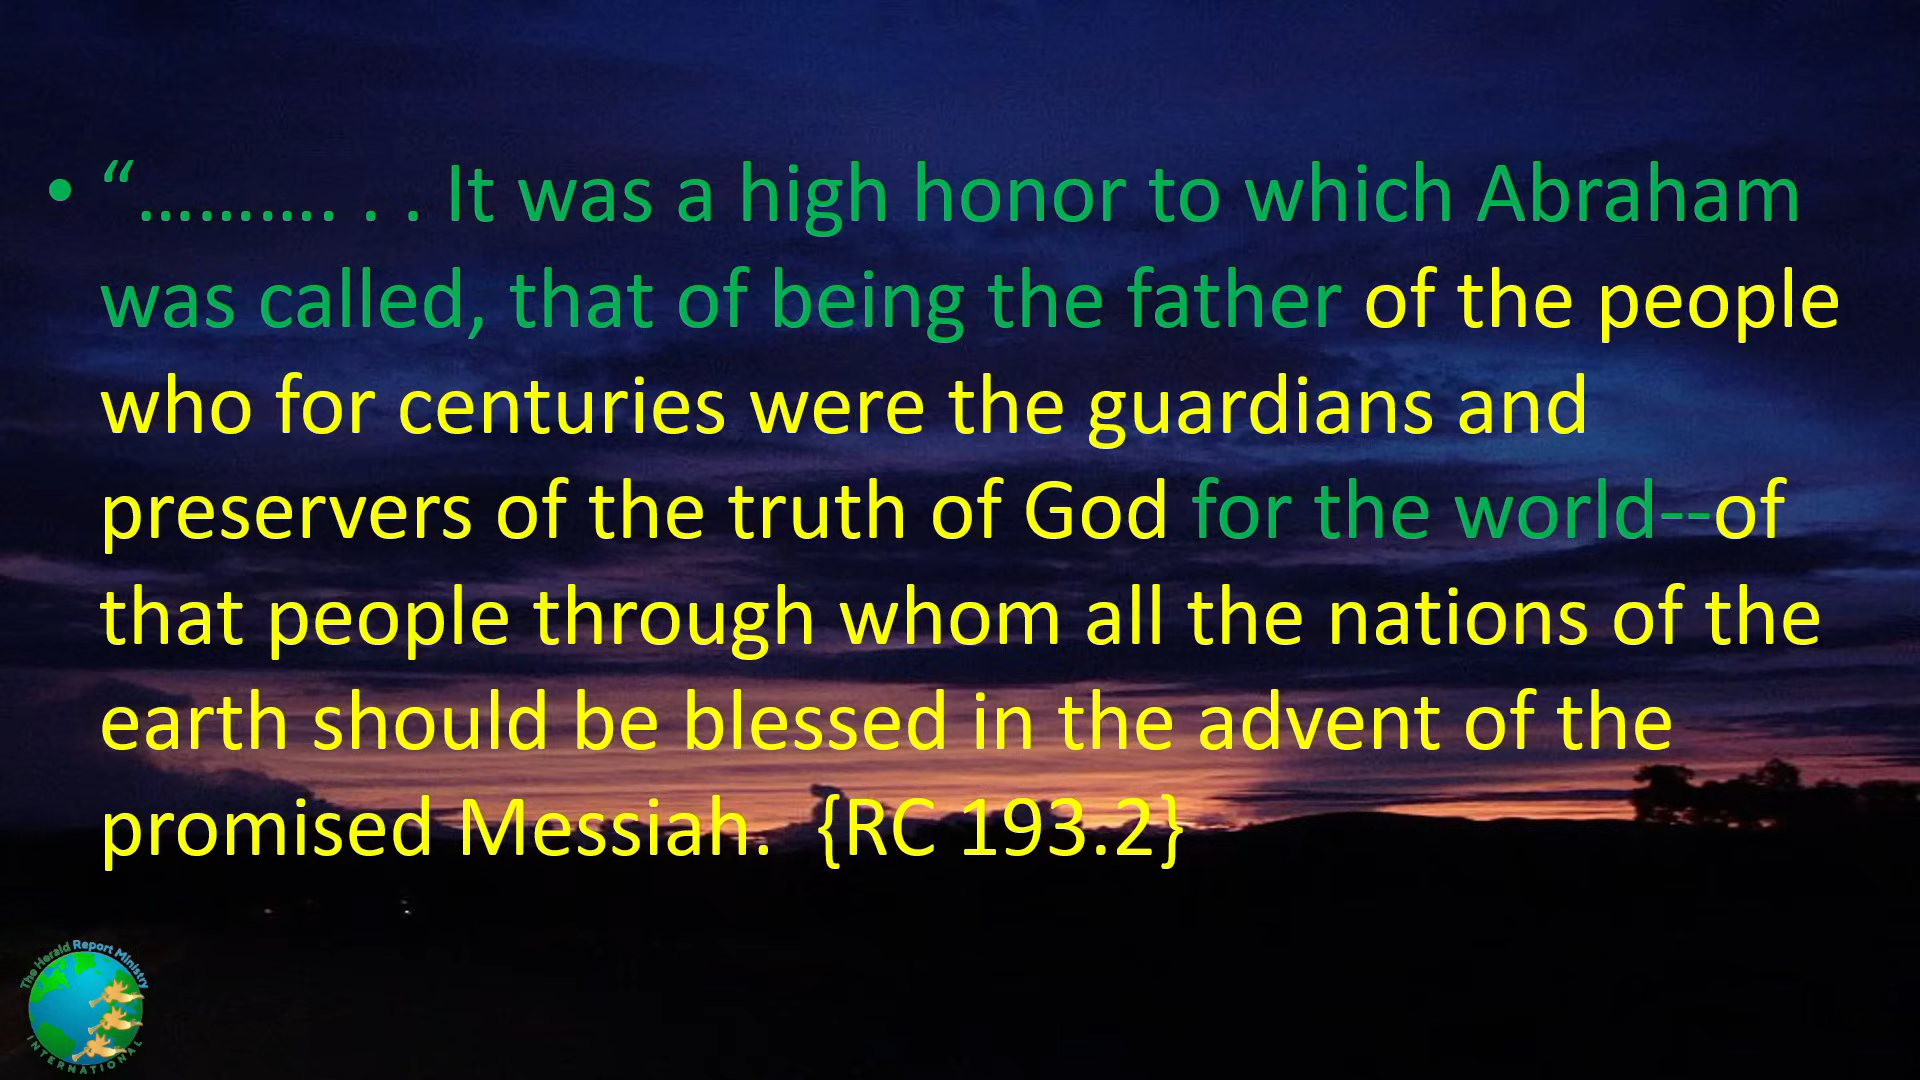 • “………. . . It was a high honor to which Abraham
was called, that of being the father of the people
who for centuries were the guardians and
preservers of the truth of God for the world--of
that people through whom all the nations of the
earth should be blessed in the advent of the
promised Messiah.  {RC 193.2}
The Herald Report Ministry
INTERNATIONAL